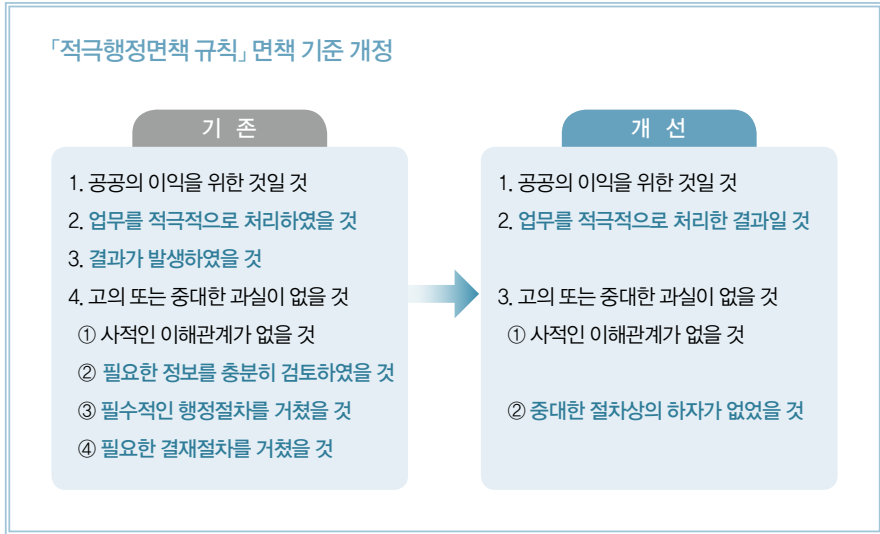 「적극행정면책 규칙」 면책 기준 개정
기 존
1. 공공의 이익을 위한 것일 것
2. 업무를 적극적으로 처리하였을 것
3. 결과가 발생하였을 것
4. 고의 또는 중대한 과실이 없을 것
① 사적인 이해관계가 없을 것
② 필요한 정보를 충분히 검토하였을 것
③ 필수적인 행정절차를 거쳤을 것
④ 필요한 결재절차를 거쳤을 것
개 선
1. 공공의 이익을 위한 것일 것
2. 업무를 적극적으로 처리한 결과일 것
3. 고의 또는 중대한 과실이 없을 것
① 사적인 이해관계가 없을 것
② 중대한 절차상의 하자가 없었을 것